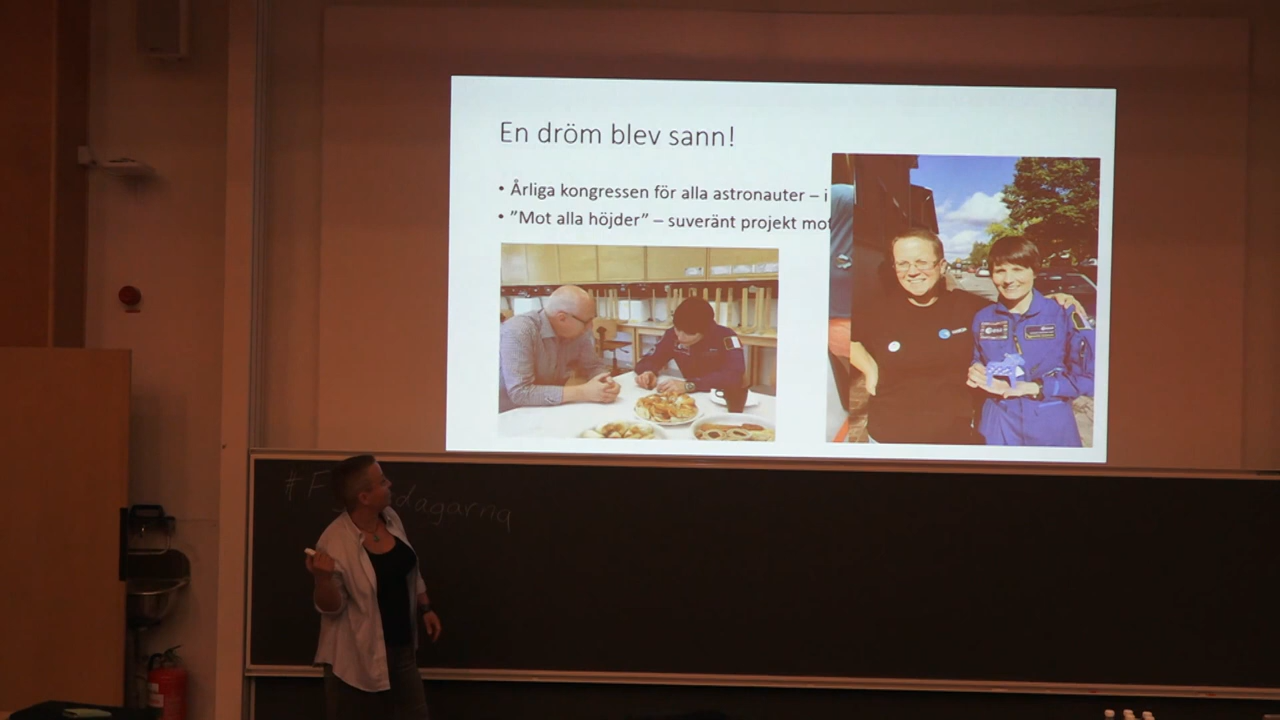 En dröm blev sann!
• Årliga kongressen för alla astronauter – i
• ”Mot alla höjder” – suveränt projekt mot
#F dagarna